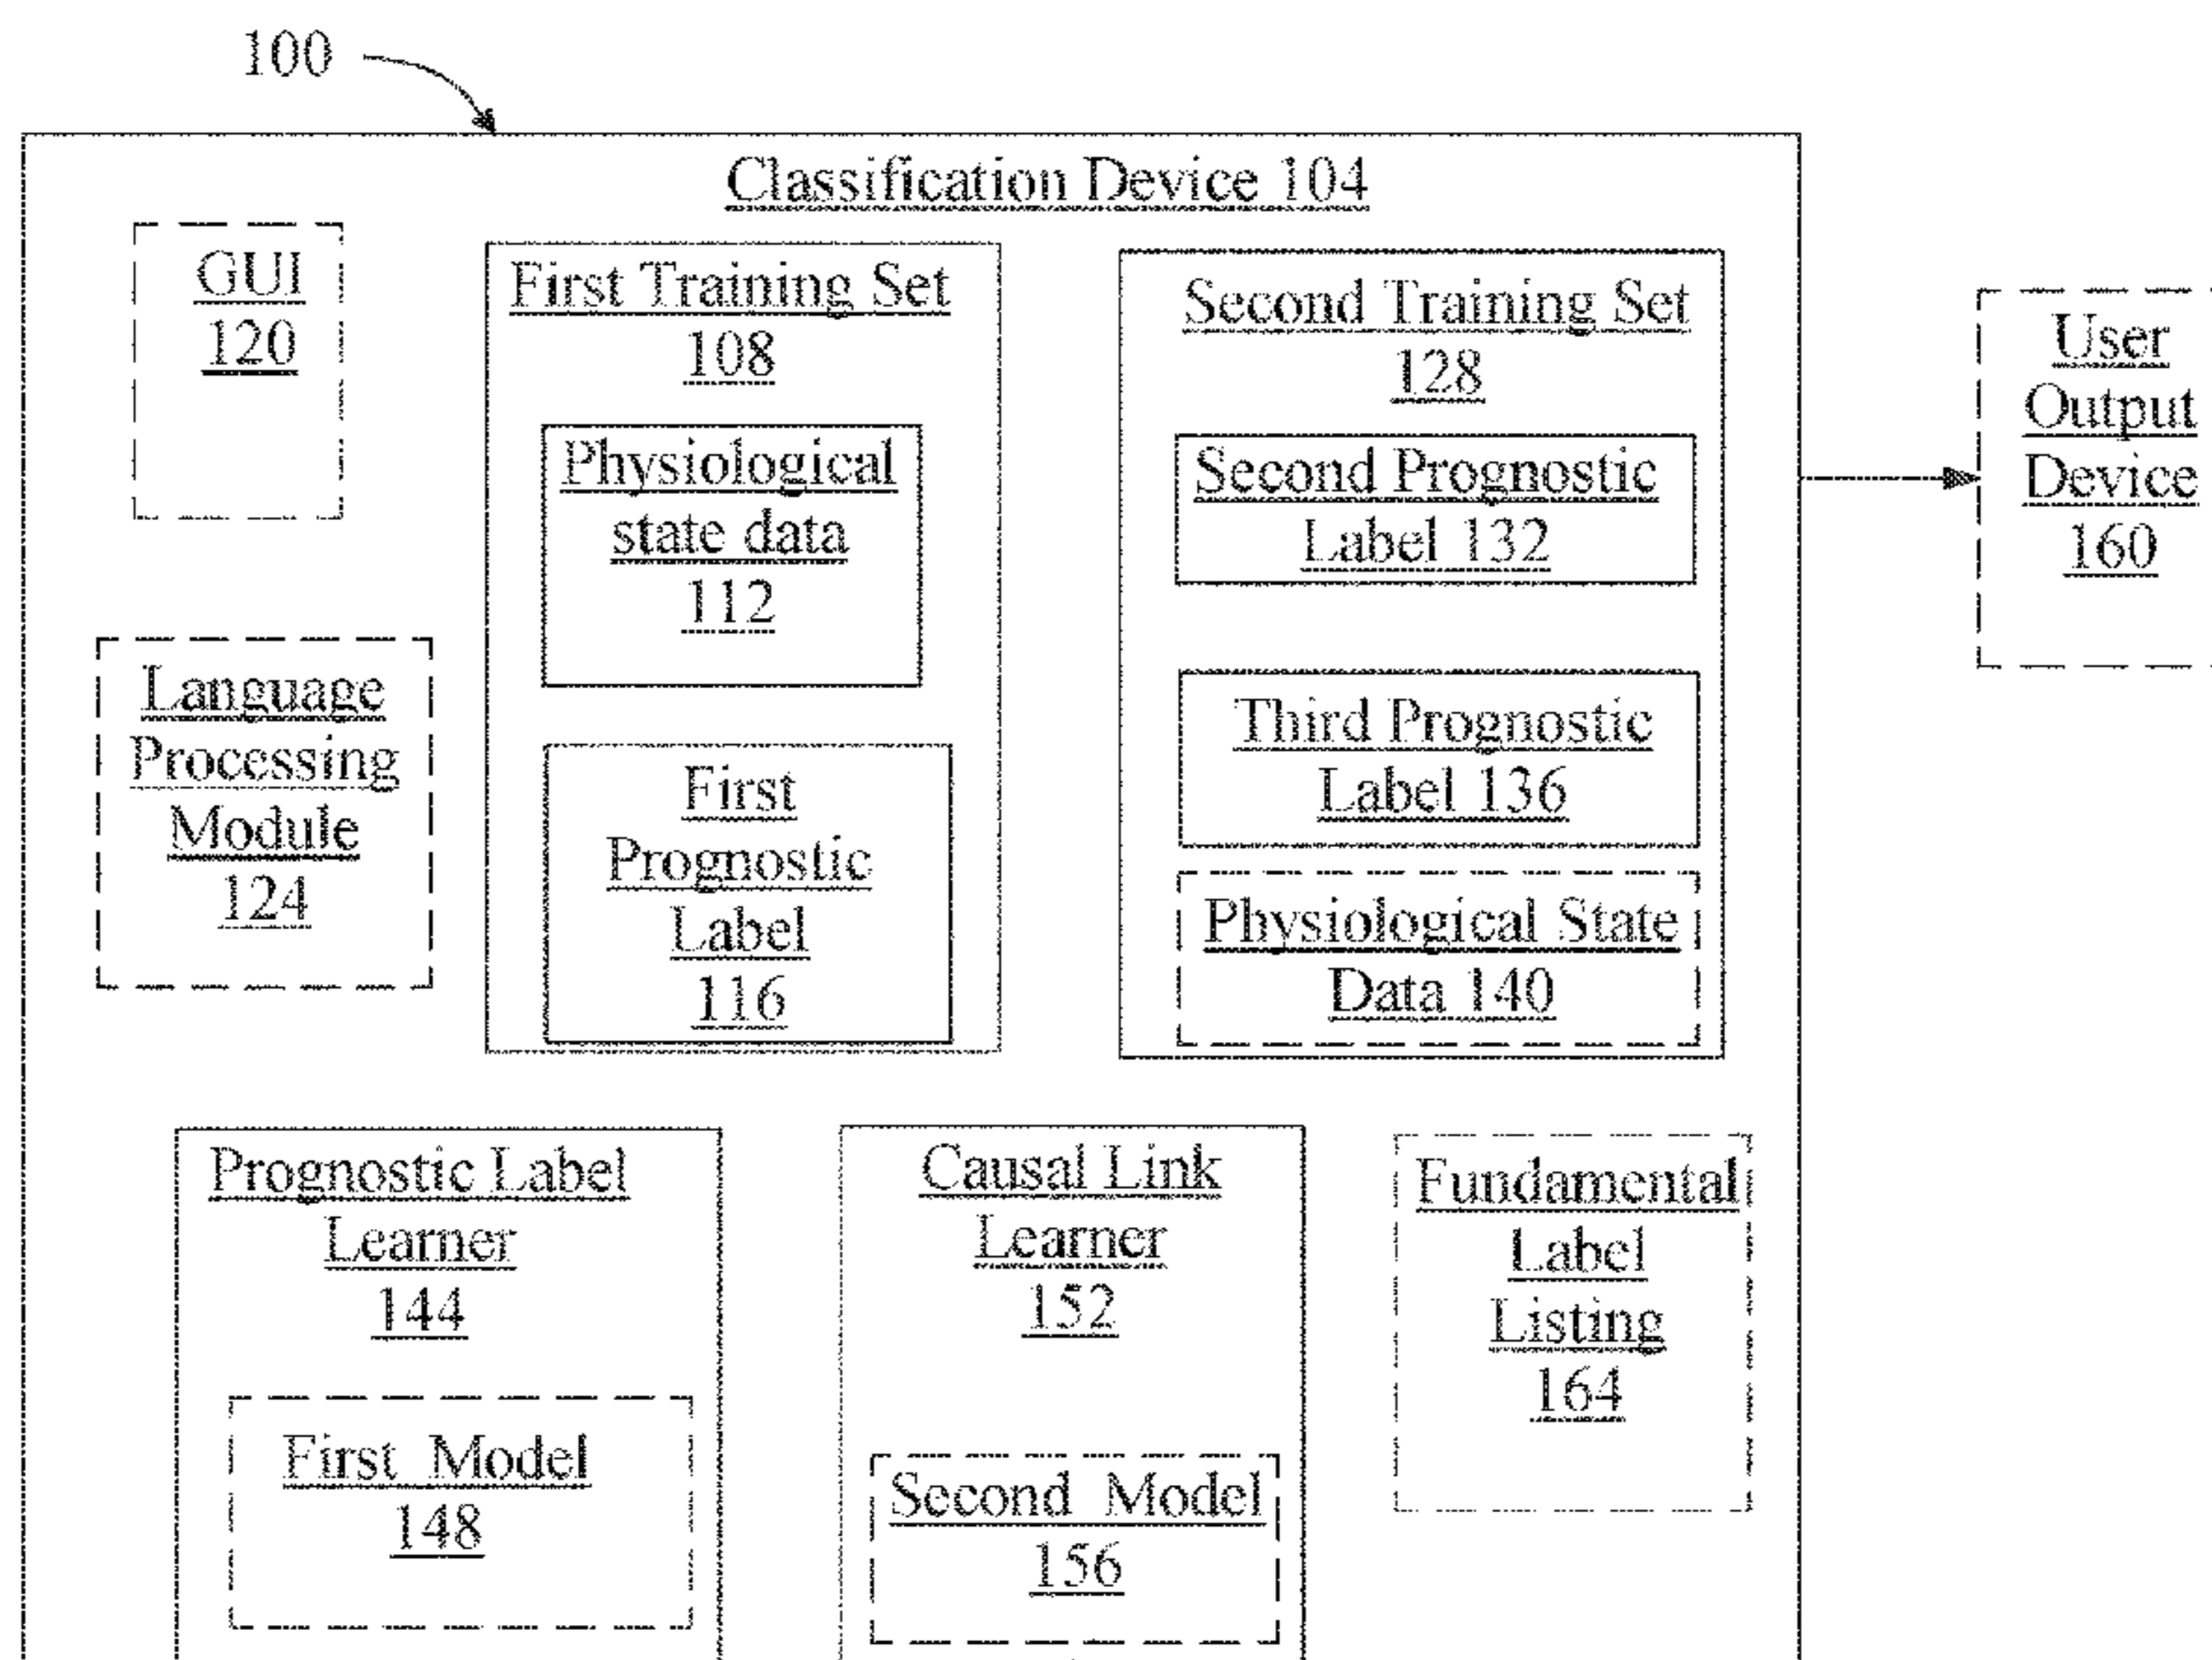 100
Classification Device 104
GUI
120
First Training Set
108
Physiological
state data
112
First
Prognostic
Label
116
Second Training Set
128
Second Prognostic
Label 132
Third Prognostic
Label 136
Physiological State
Data 140
User
Output
Device
160
Language
Processing
Module
124
Prognostic Label
Learner
144
First Model
148
Causal Link
Learner
152
Second Model
156
Fundamental
Label
Listing
164